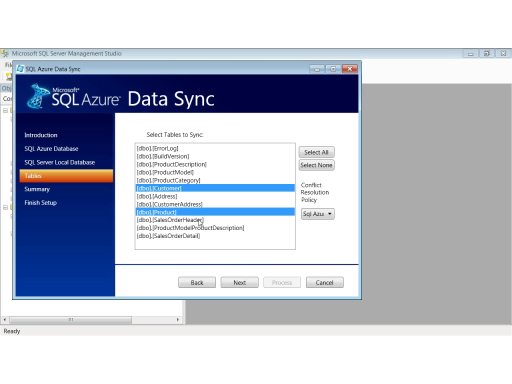 Microsoft SQL Server Management Studio
SQL Azure Data Sync
Microsoft®
SQL Azure™ Data Sync
Introduction
SQL Azure Database
SQL Server Local Database
Tables
Summary
Finish Setup
Select Tables to Sync:
[dbo].[ErrorLog]
[dbo].[BuildVersion]
[dbo].[ProductDescription]
[dbo].[ProductModel]
[dbo].[ProductCategory]
[dbo].[Customer]
[dbo].[Address]
[dbo].[CustomerAddress]
[dbo].[Product]
[dbo].[SalesOrderHeader]
[dbo].[ProductModelProductDescription]
[dbo].[SalesOrderDetail]
Select All
Select None
Conflict
Resolution
Policy
Sql Azu
Back
Next
Process
Cancel
Ready